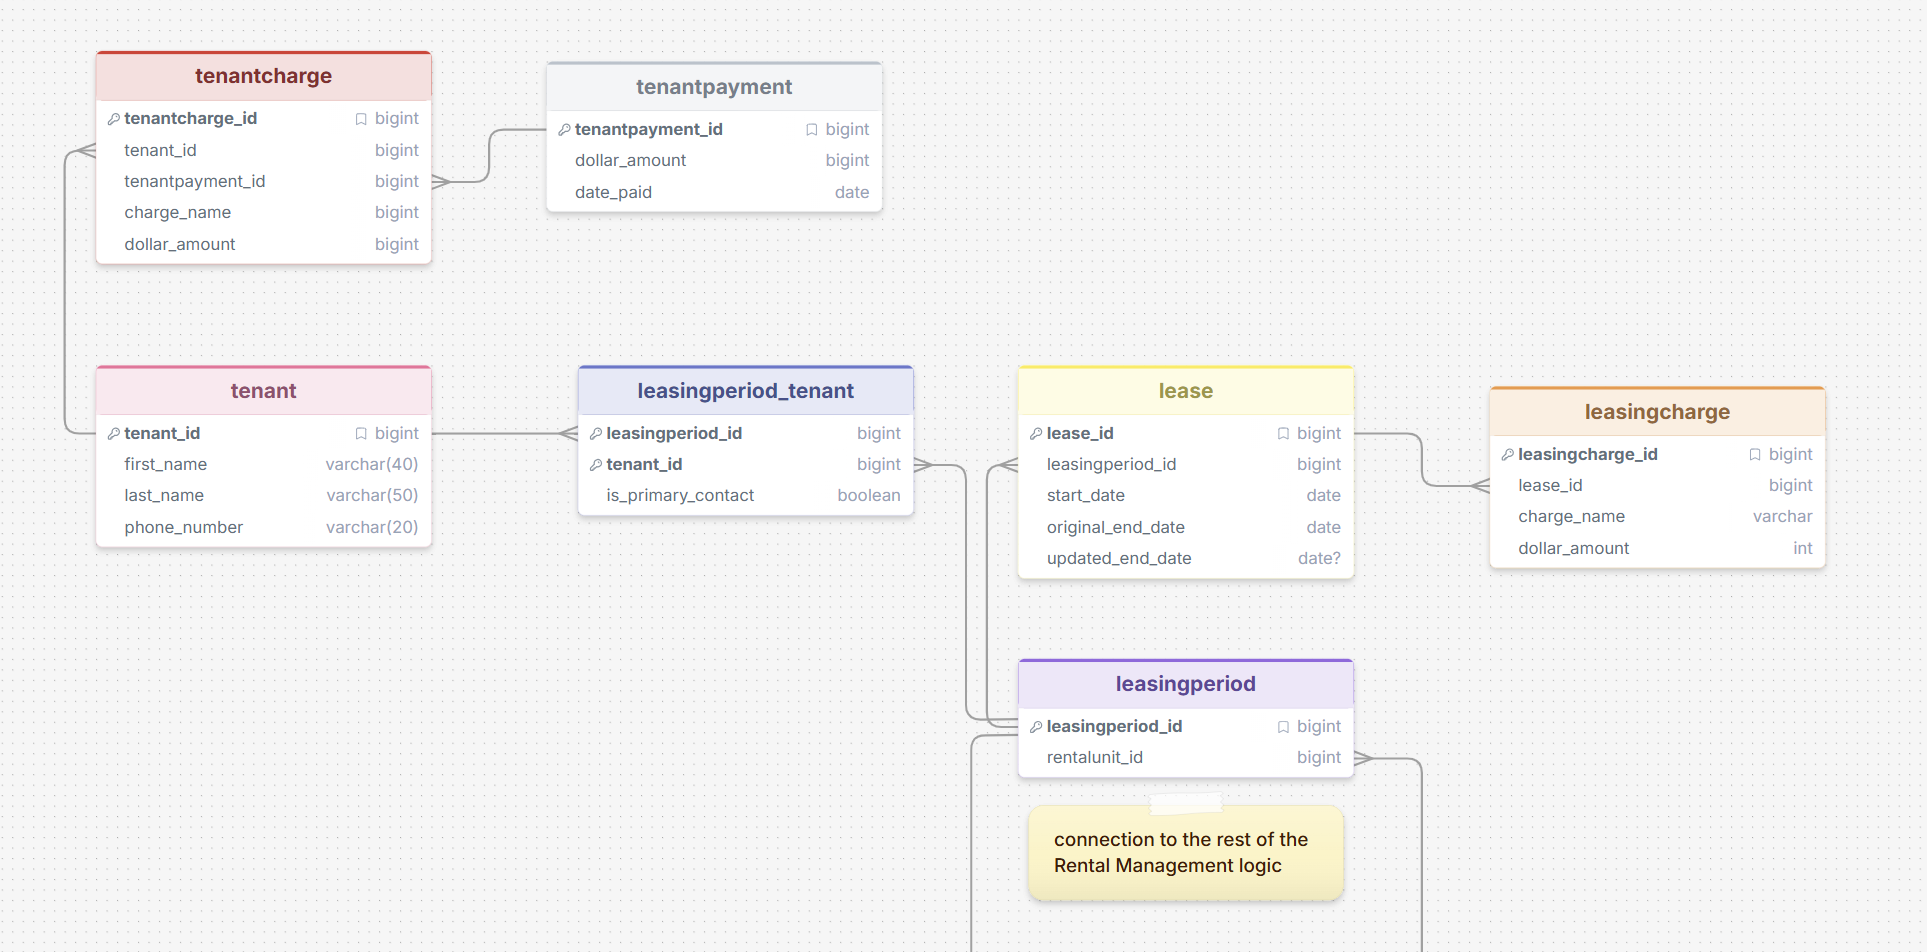 tenantcharge
tenantcharge_id bigint
tenant_id bigint
tenantpayment_id bigint
charge_name bigint
dollar_amount bigint
tenantpayment
tenantpayment_id bigint
dollar_amount bigint
date_paid date
tenant
tenant_id bigint
first_name varchar(40)
last_name varchar(50)
phone_number varchar(20)
leasingperiod_tenant
leasingperiod_id bigint
tenant_id bigint
is_primary_contact boolean
lease
lease_id bigint
leasingperiod_id bigint
start_date date
original_end_date date
updated_end_date date?
leasingcharge
leasingcharge_id bigint
lease_id bigint
charge_name varchar
dollar_amount int
leasingperiod
leasingperiod_id bigint
rentalunit_id bigint
connection to the rest of the
Rental Management logic